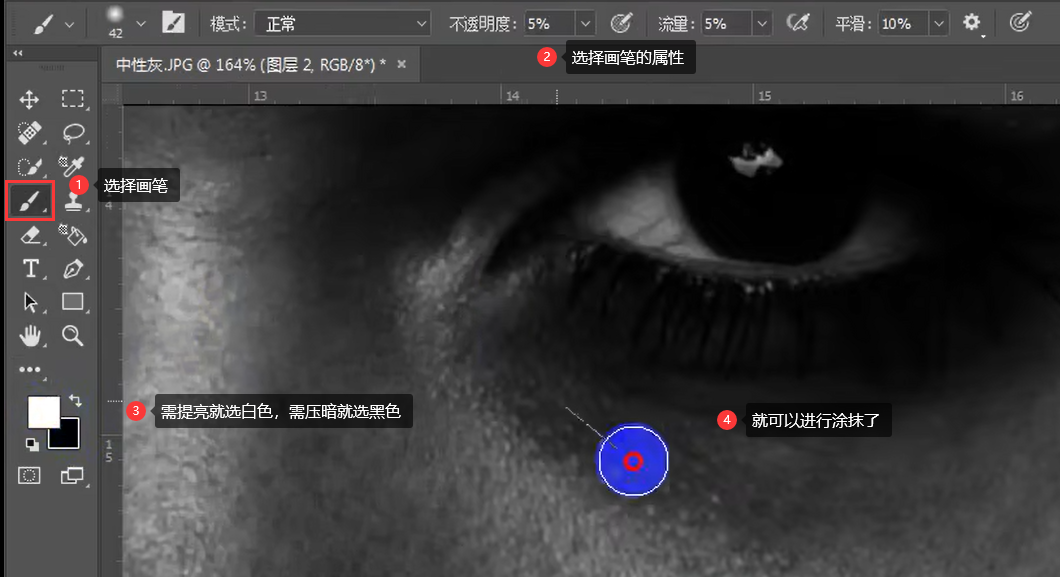 42
模式: 正常
不透明度: 5%
流量: 5%
平滑: 10%
2 选择画笔的属性
中性灰.JPG @ 164% (图层 2, RGB/8*) * ×
13 14 15 16
1 选择画笔
4
T
3 需提亮就选白色，需压暗就选黑色
4 就可以进行涂抹了
1
5